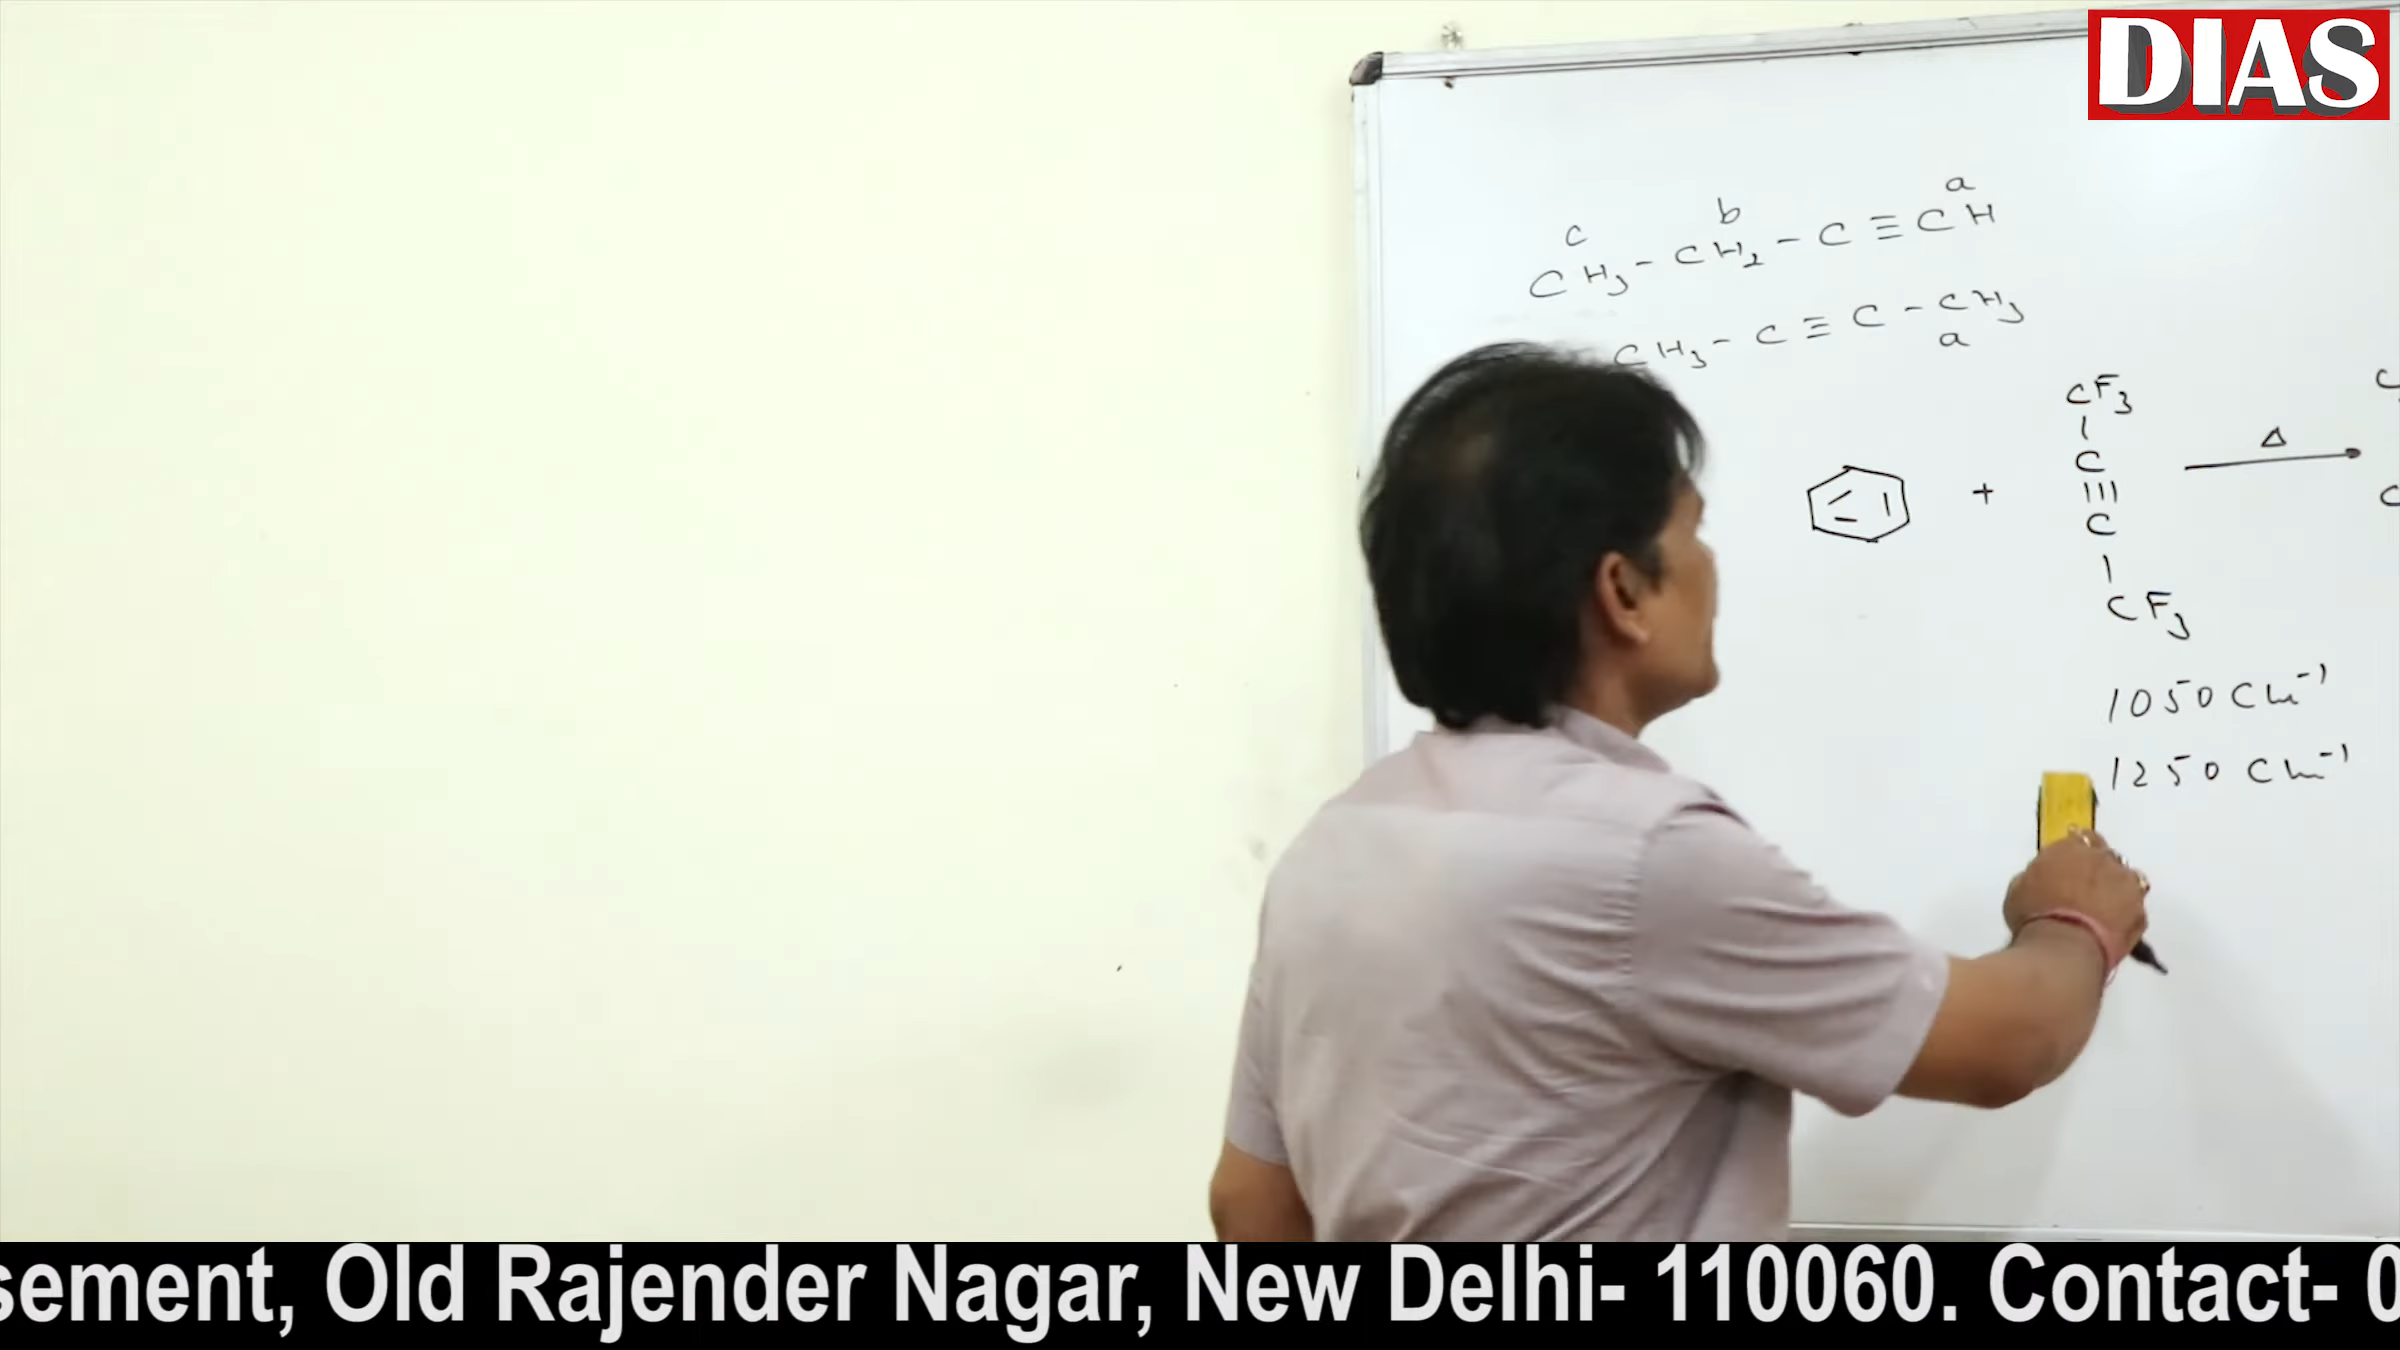 DIAS
c b a
CH₃ - CH₂ - C ≡ CH
CH₃ - C ≡ C - CH₃
a
CF₃
C
+
Δ
C
CF₃
1050 cm⁻¹
1250 cm⁻¹
sement, Old Rajender Nagar, New Delhi- 110060. Contact- 0